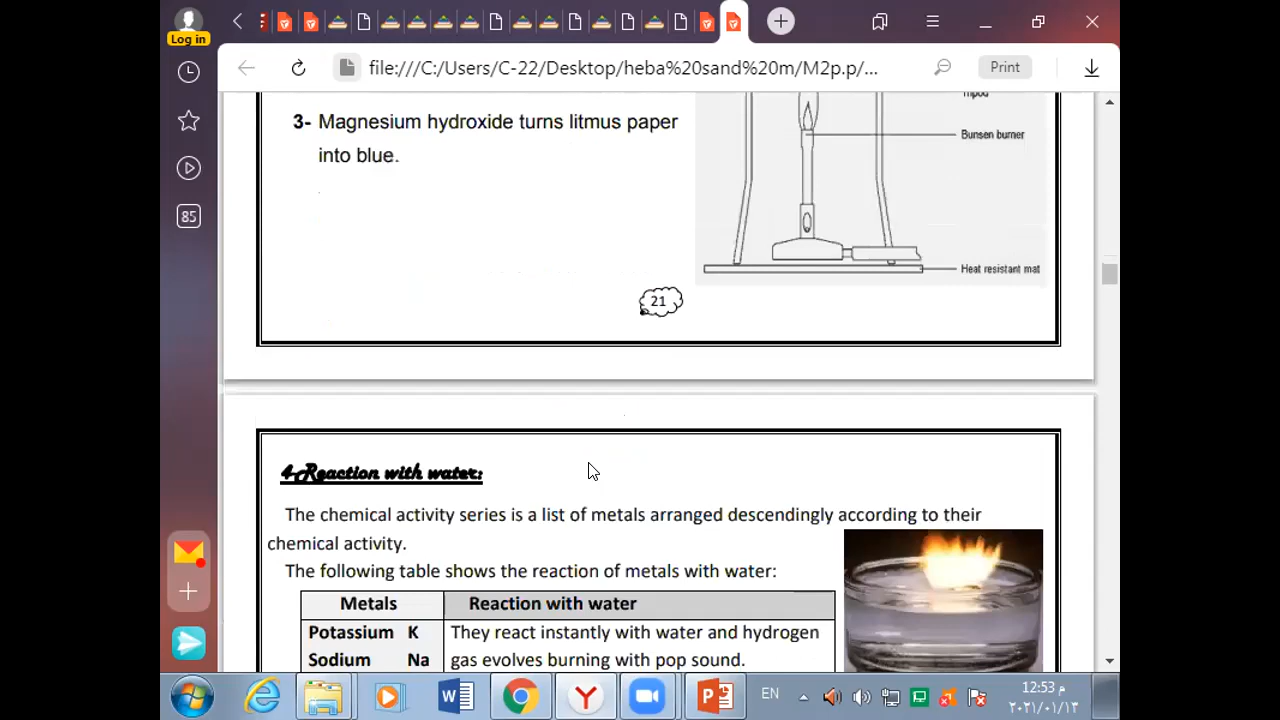 Log in
file:///C:/Users/C-22/Desktop/heba%20sand%20m/M2p.p/...
Print
85
3- Magnesium hydroxide turns litmus paper
into blue.
Tripod
Bunsen burner
Heat resistant mat
21
4-Reaction with water:
The chemical activity series is a list of metals arranged descendingly according to their
chemical activity.
The following table shows the reaction of metals with water:
Metals Reaction with water
Potassium K They react instantly with water and hydrogen
Sodium Na gas evolves burning with pop sound.
EN
12:53 م
٢٠٢١/٠١/١٣